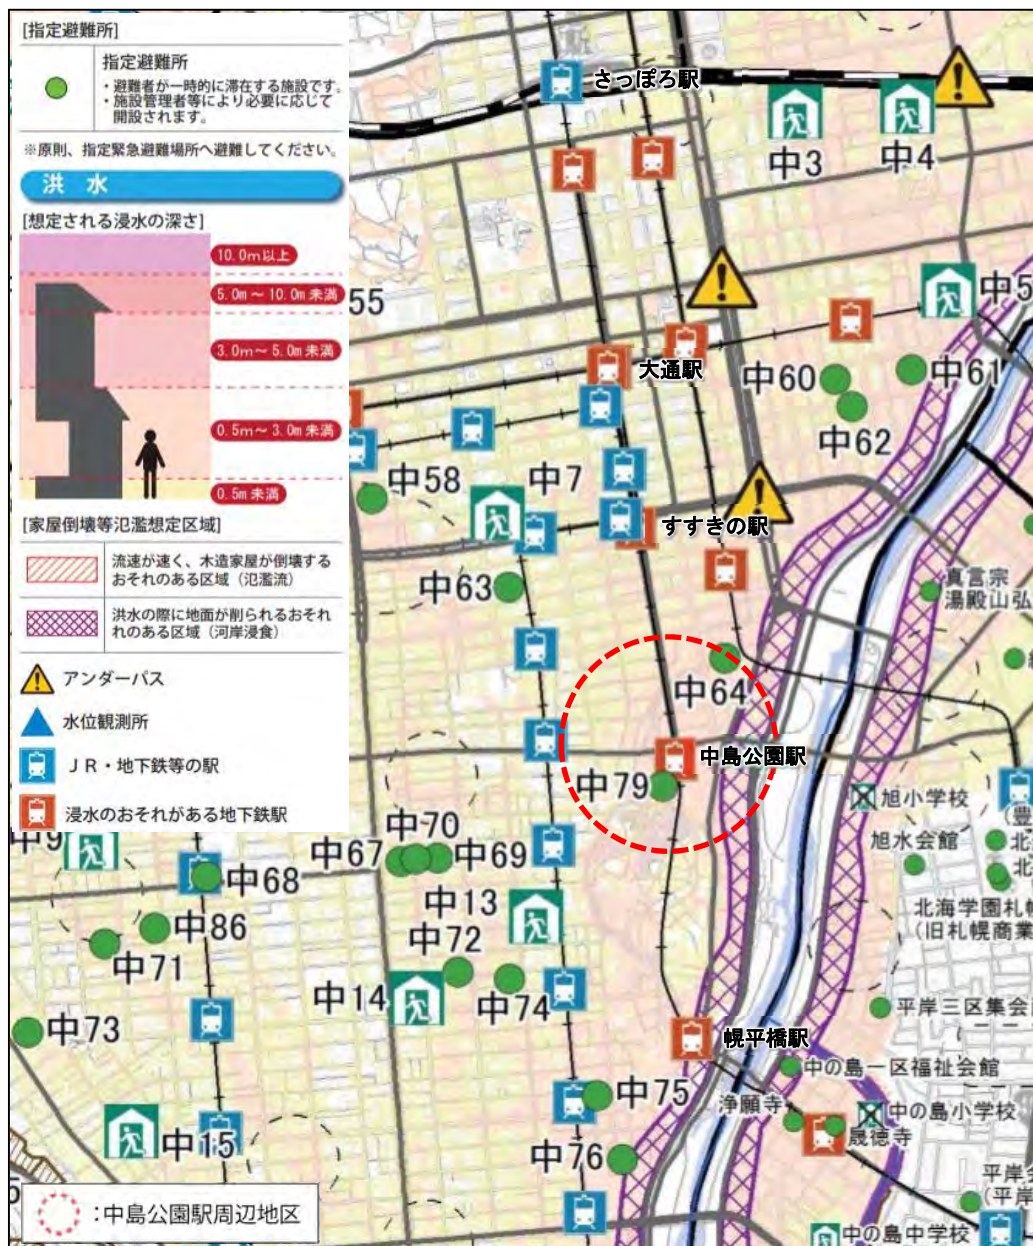 [指定避難所]
指定避難所
・避難者が一時的に滞在する施設です。
・施設管理者等により必要に応じて
開設されます。
※原則、指定緊急避難場所へ避難してください。
洪 水
[想定される浸水の深さ]
10.0m以上
5.0m～10.0m未満
3.0m～5.0m未満
0.5m～3.0m未満
0.5m未満
[家屋倒壊等氾濫想定区域]
流速が速く、木造家屋が倒壊する
おそれのある区域（氾濫流）
洪水の際に地面が削られるおそれ
れのある区域（河岸浸食）
アンダーパス
水位観測所
ＪＲ・地下鉄等の駅
浸水のおそれがある地下鉄駅
さっぽろ駅
中3
中4
55
中5
大通駅
中60
中61
中62
中58
中7
すすきの駅
中63
真言宗
湯殿山弘
中64
中島公園駅
中79
旭小学校
(豊
旭水会館
北
北
中9
中70
中67
中69
中68
中13
北海学園札幌
(旧札幌商業
中86
中72
中71
中14
中74
中73
平岸三区集会
幌平橋駅
中の島一区福祉会館
中75
浄願寺
中の島小学校
晟徳寺
中15
中76
平岸会
(平岸
5
：中島公園駅周辺地区
中の島中学校